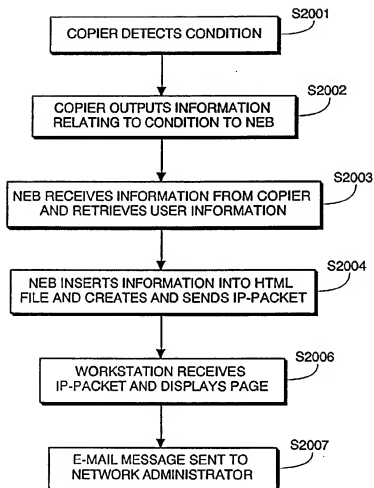 S2001
COPIER DETECTS CONDITION
S2002
COPIER OUTPUTS INFORMATION
RELATING TO CONDITION TO NEB
S2003
NEB RECEIVES INFORMATION FROM COPIER
AND RETRIEVES USER INFORMATION
S2004
NEB INSERTS INFORMATION INTO HTML
FILE AND CREATES AND SENDS IP-PACKET
S2006
WORKSTATION RECEIVES
IP-PACKET AND DISPLAYS PAGE
S2007
E-MAIL MESSAGE SENT TO
NETWORK ADMINISTRATOR